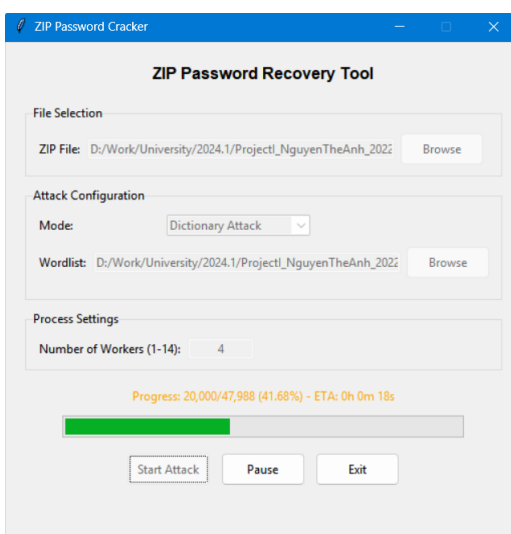 ZIP Password Cracker
ZIP Password Recovery Tool
File Selection
ZIP File: D:/Work/University/2024.1/ProjectI_NguyenTheAnh_2022 Browse
Attack Configuration
Mode: Dictionary Attack
Wordlist: D:/Work/University/2024.1/ProjectI_NguyenTheAnh_2022 Browse
Process Settings
Number of Workers (1-14): 4
Progress: 20,000/47,988 (41.68%) - ETA: 0h 0m 18s
Start Attack Pause Exit